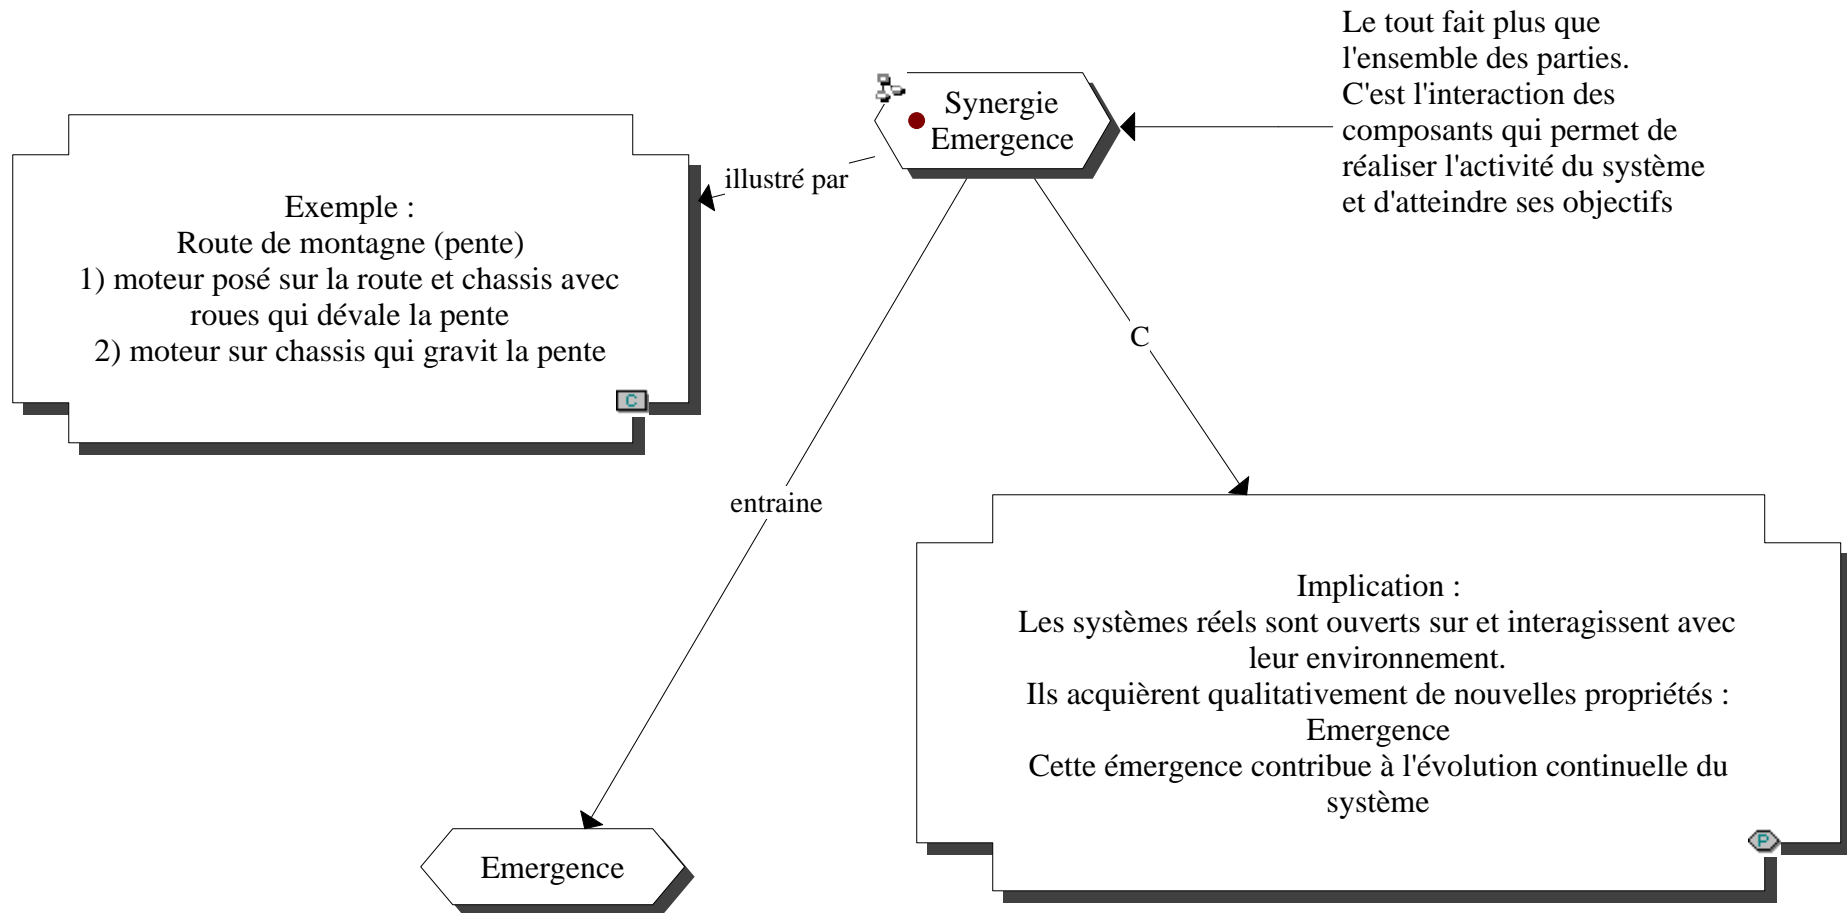 Le tout fait plus que
l'ensemble des parties.
C'est l'interaction des
composants qui permet de
réaliser l'activité du système
et d'atteindre ses objectifs
Synergie
Emergence
illustré par
Exemple :
Route de montagne (pente)
1) moteur posé sur la route et chassis avec
roues qui dévale la pente
2) moteur sur chassis qui gravit la pente
C
C
entraine
Implication :
Les systèmes réels sont ouverts sur et interagissent avec
leur environnement.
Ils acquièrent qualitativement de nouvelles propriétés :
Emergence
Cette émergence contribue à l'évolution continuelle du
système
P
Emergence